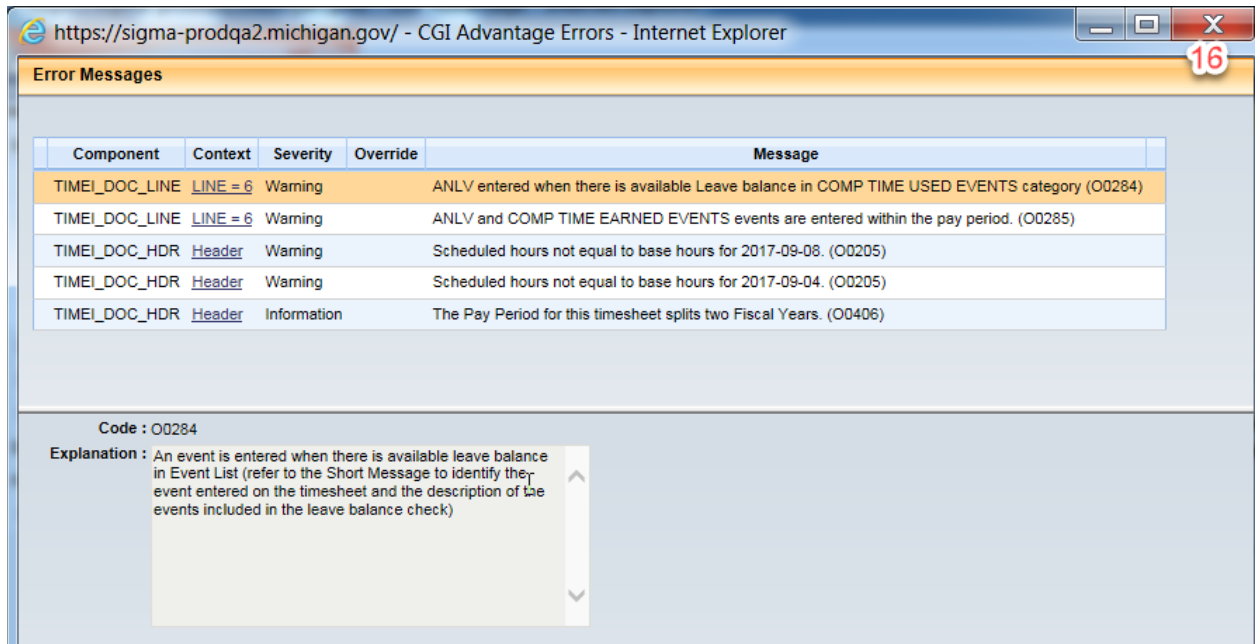 https://sigma-prodqa2.michigan.gov/ - CGI Advantage Errors - Internet Explorer
X
16
Error Messages
Component Context Severity Override Message
TIMEI_DOC_LINE LINE = 6 Warning ANLV entered when there is available Leave balance in COMP TIME USED EVENTS category (O0284)
TIMEI_DOC_LINE LINE = 6 Warning ANLV and COMP TIME EARNED EVENTS events are entered within the pay period. (O0285)
TIMEI_DOC_HDR Header Warning Scheduled hours not equal to base hours for 2017-09-08. (O0205)
TIMEI_DOC_HDR Header Warning Scheduled hours not equal to base hours for 2017-09-04. (O0205)
TIMEI_DOC_HDR Header Information The Pay Period for this timesheet splits two Fiscal Years. (O0406)
Code : O0284
Explanation : An event is entered when there is available leave balance
in Event List (refer to the Short Message to identify the
event entered on the timesheet and the description of the
events included in the leave balance check)